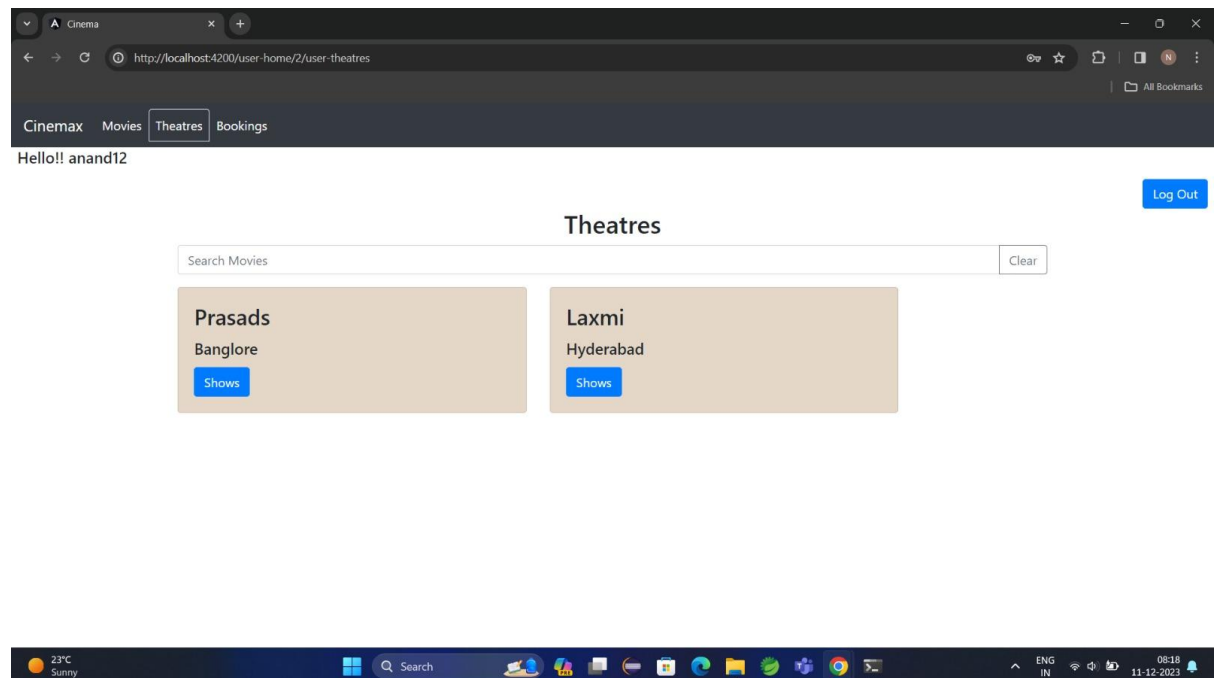 Cinema
http://localhost:4200/user-home/2/user-theatres
N
All Bookmarks
Cinemax Movies Theatres Bookings
Hello!! anand12
Log Out
Theatres
Search Movies Clear
Prasads Laxmi
Banglore Hyderabad
Shows Shows
23°C
Sunny
Search
PRE
ENG
IN
08:18
11-12-2023